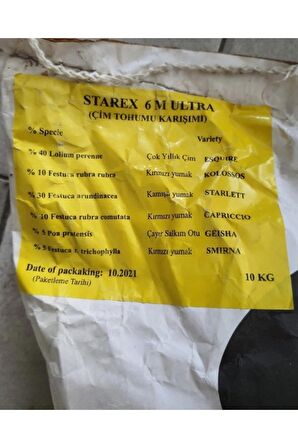 STAREX 6 M ULTRA
(ÇİM TOHUMU KARIŞIMI)
% Specie Variety
% 40 Lolium perenne Çok Yıllık Çim ESQUIRE
% 10 Festuca rubra rubra Kırmızı yumak KOLOSSOS
% 30 Festuca arundinacea Kamışsı yumak STARLETT
% 10 Festuca rubra comutata Kırmızı yumak CAPRICCIO
% 5 Poa pratensis Çayır Salkım Otu GEISHA
% 5 Festuca r. trichophylla Kırmızı yumak SMIRNA
Date of packaking: 10.2021 10 KG
(Paketleme Tarihi)